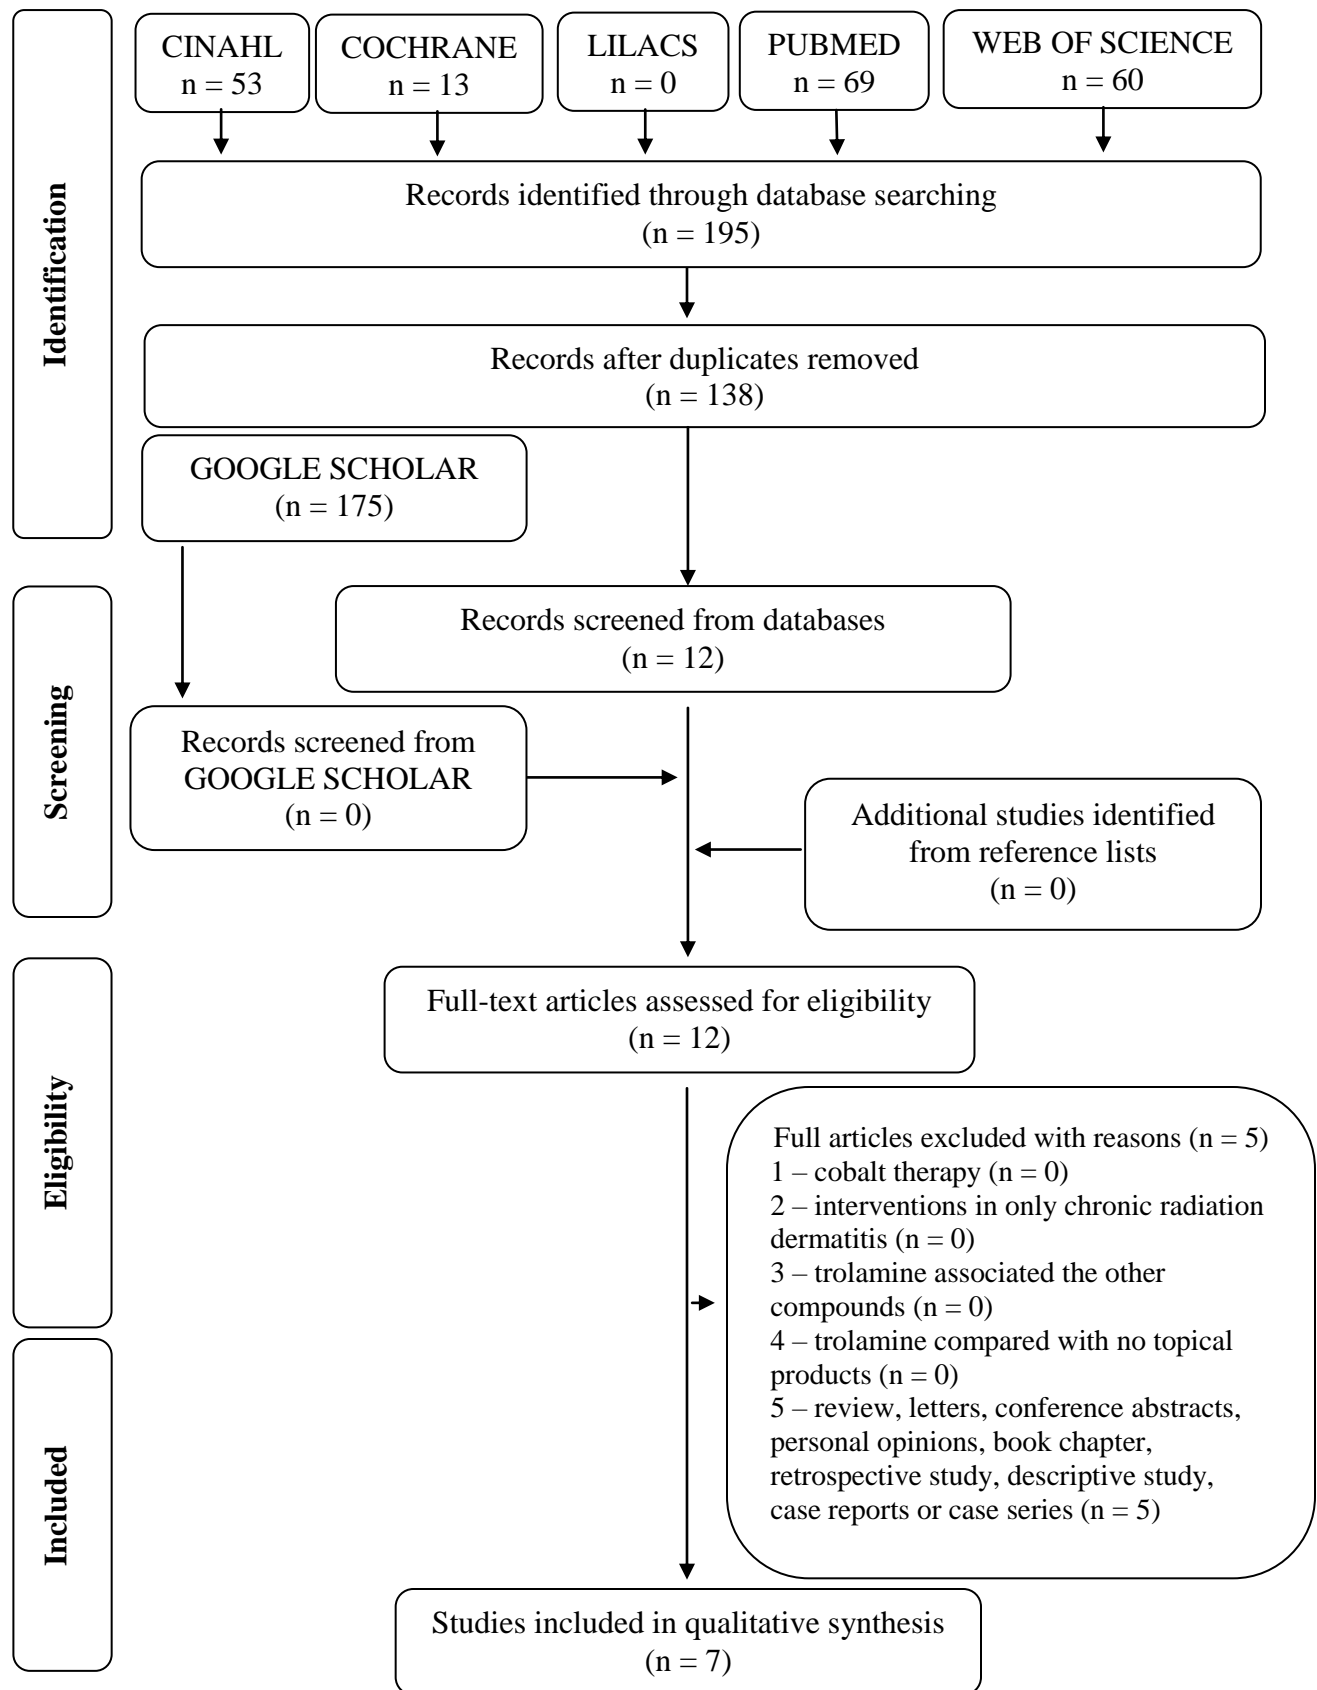 CINAHL
n = 53
COCHRANE
n = 13
LILACS
n = 0
PUBMED
n = 69
WEB OF SCIENCE
n = 60
Identification
Records identified through database searching
(n = 195)
Records after duplicates removed
(n = 138)
GOOGLE SCHOLAR
(n = 175)
Screening
Records screened from databases
(n = 12)
Records screened from
GOOGLE SCHOLAR
(n = 0)
Additional studies identified
from reference lists
(n = 0)
Eligibility
Full-text articles assessed for eligibility
(n = 12)
Full articles excluded with reasons (n = 5)
1 – cobalt therapy (n = 0)
2 – interventions in only chronic radiation
dermatitis (n = 0)
3 – trolamine associated the other
compounds (n = 0)
4 – trolamine compared with no topical
products (n = 0)
5 – review, letters, conference abstracts,
personal opinions, book chapter,
retrospective study, descriptive study,
case reports or case series (n = 5)
Included
Studies included in qualitative synthesis
(n = 7)